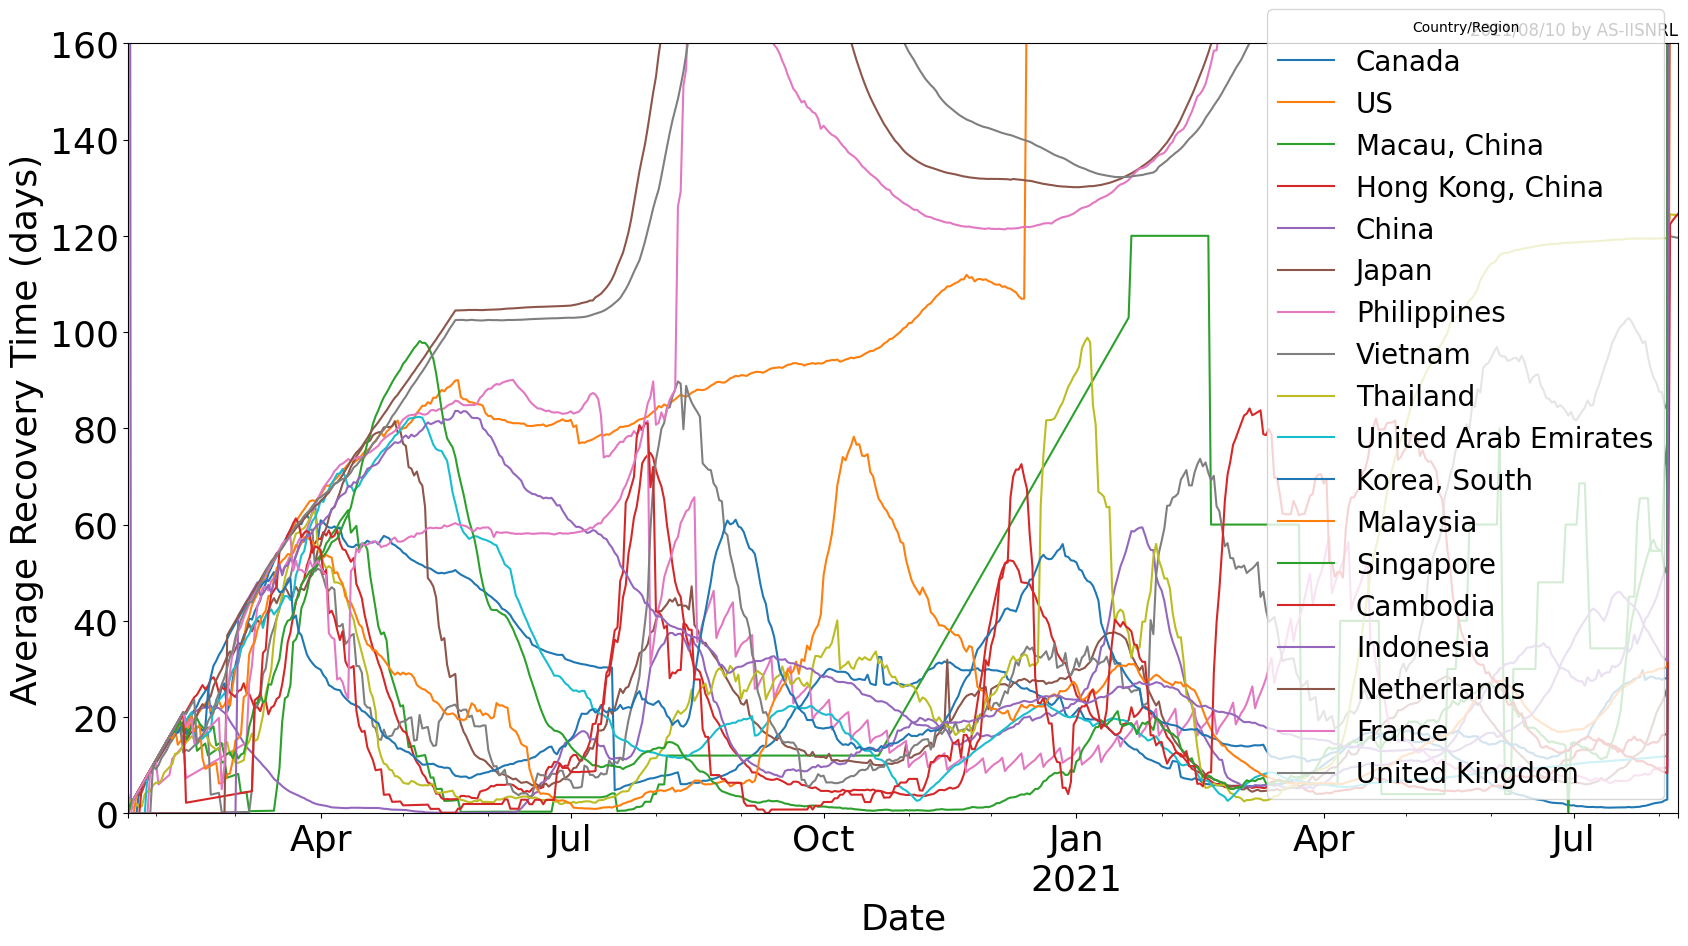 2021/08/10 by AS-IISNRL
Country/Region
Canada
US
Macau, China
Hong Kong, China
China
Japan
Philippines
Vietnam
Thailand
United Arab Emirates
Korea, South
Malaysia
Singapore
Cambodia
Indonesia
Netherlands
France
United Kingdom
Average Recovery Time (days)
160
140
120
100
80
60
40
20
0
Apr
Jul
Oct
Jan
2021
Apr
Jul
Date